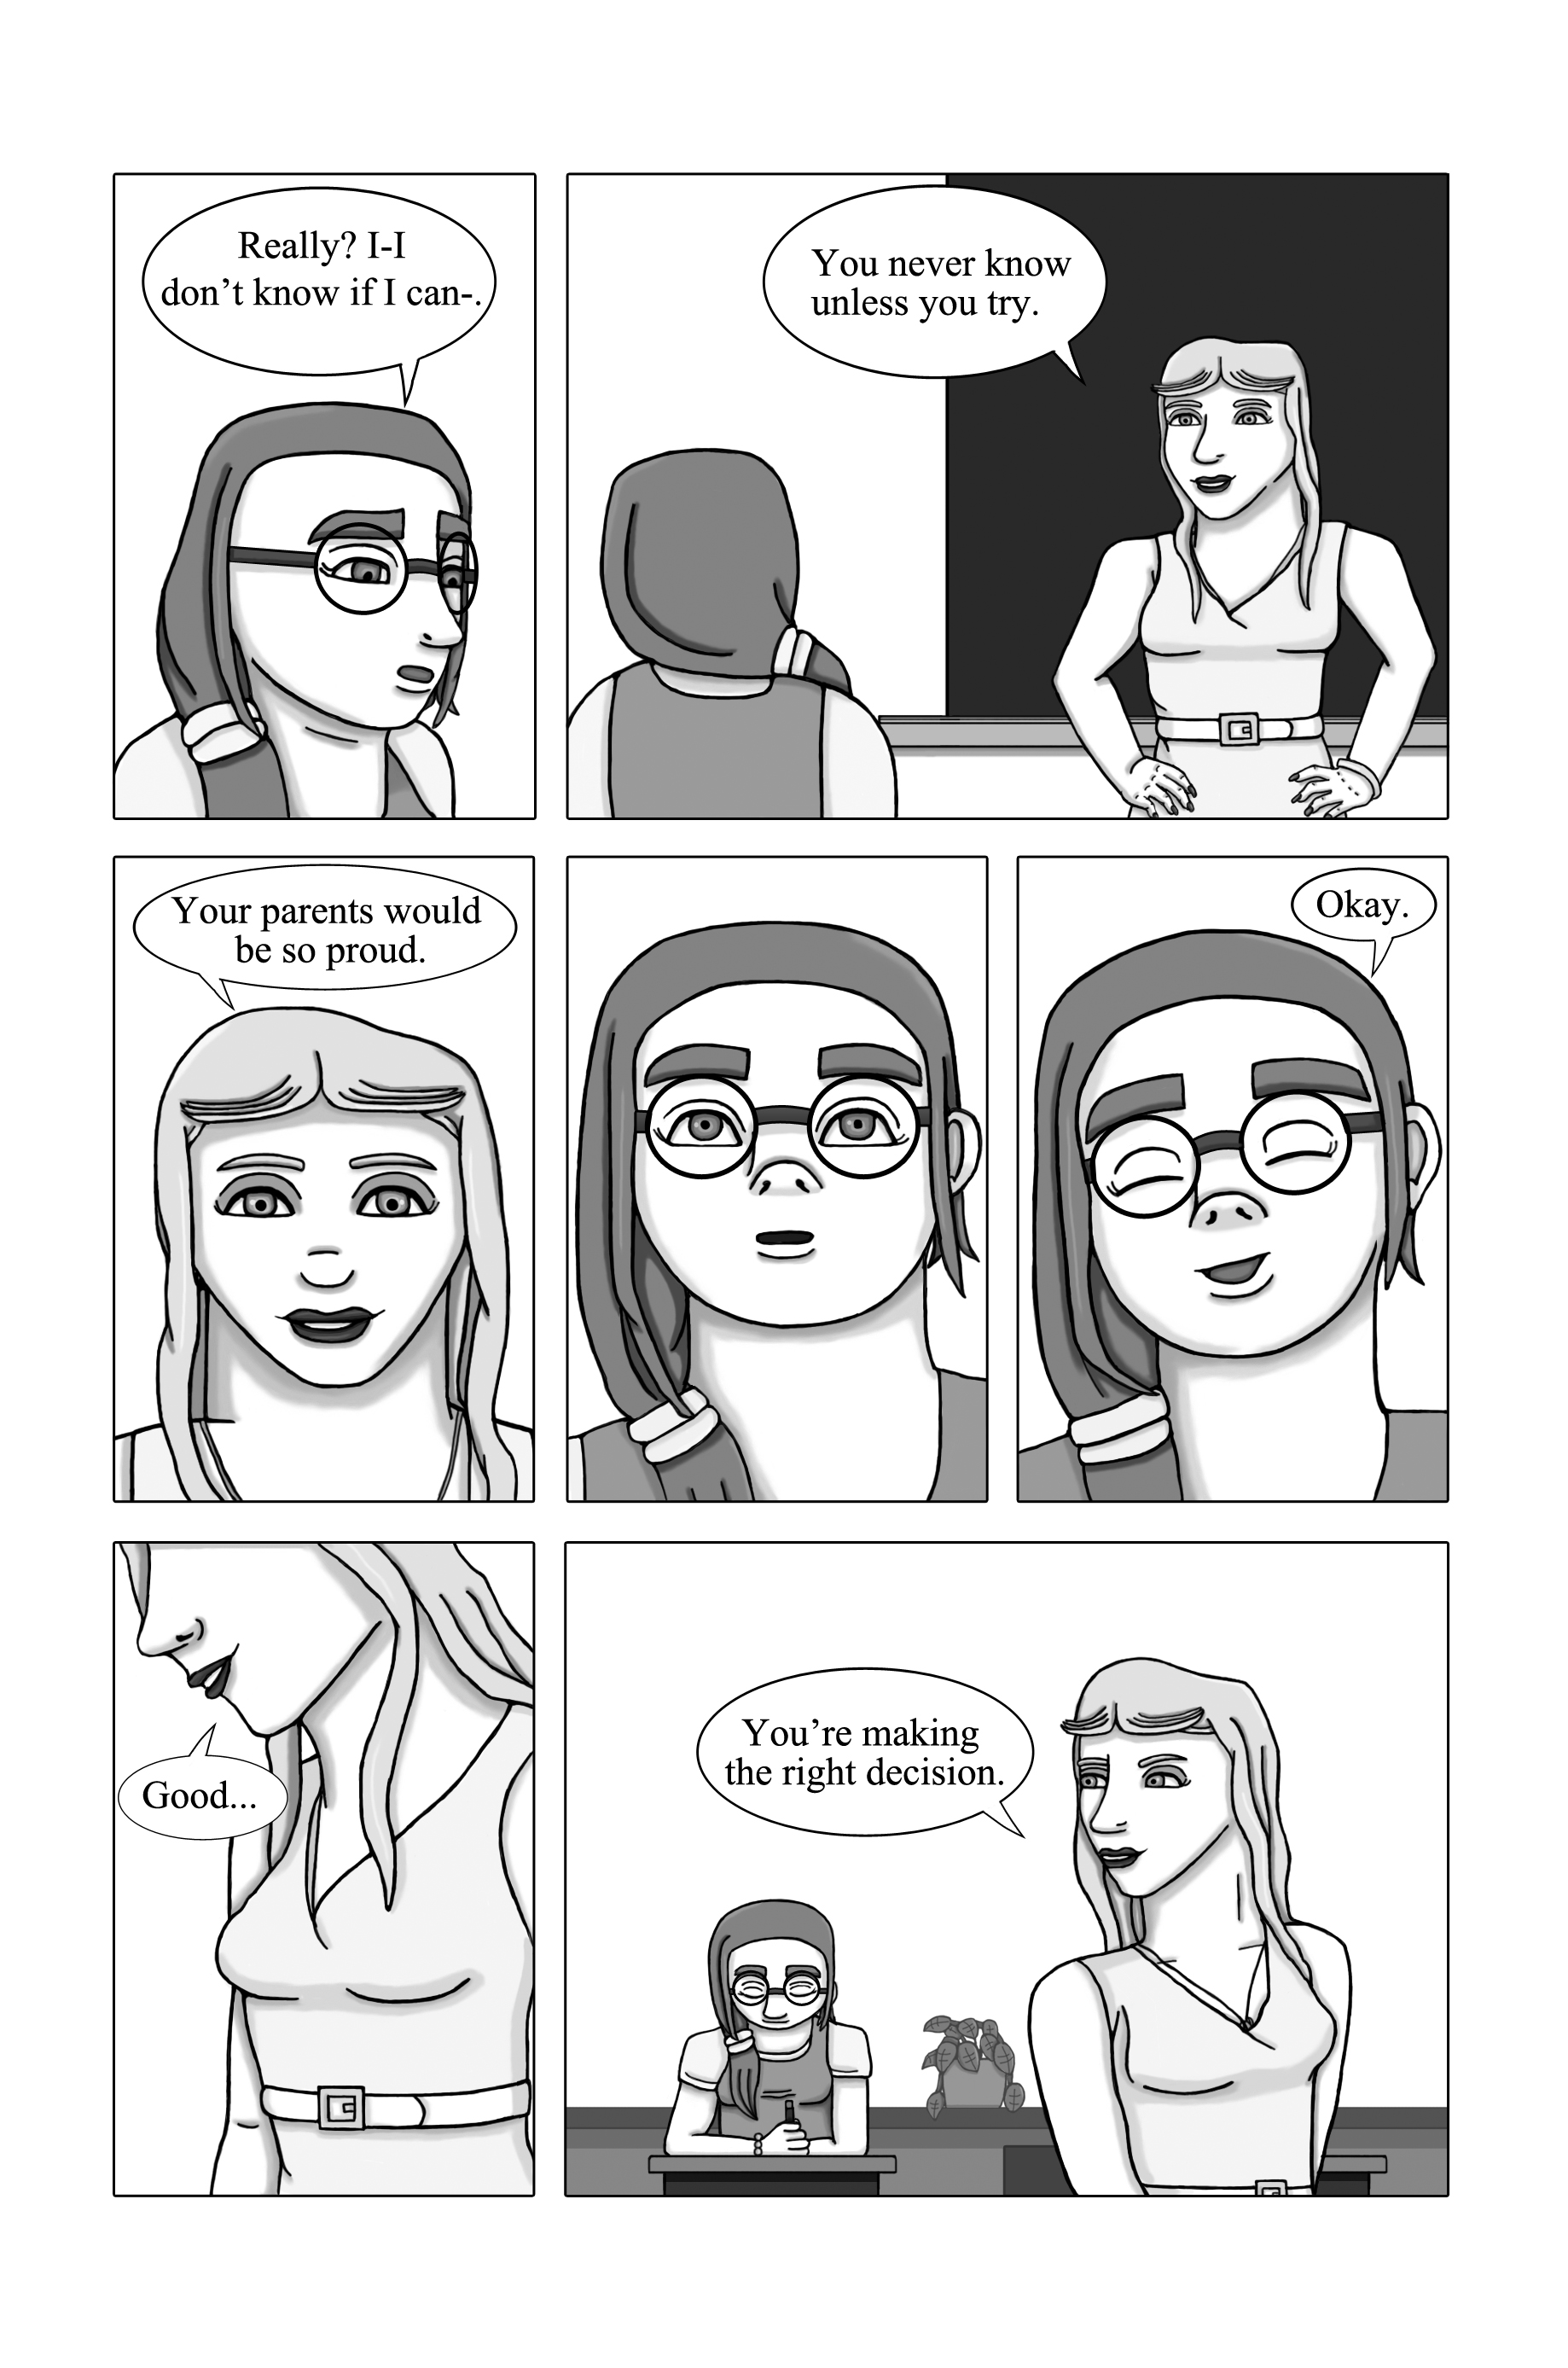 Really? I-I
don’t know if I can-.
You never know
unless you try.
Your parents would
be so proud.
Okay.
Good...
You’re making
the right decision.